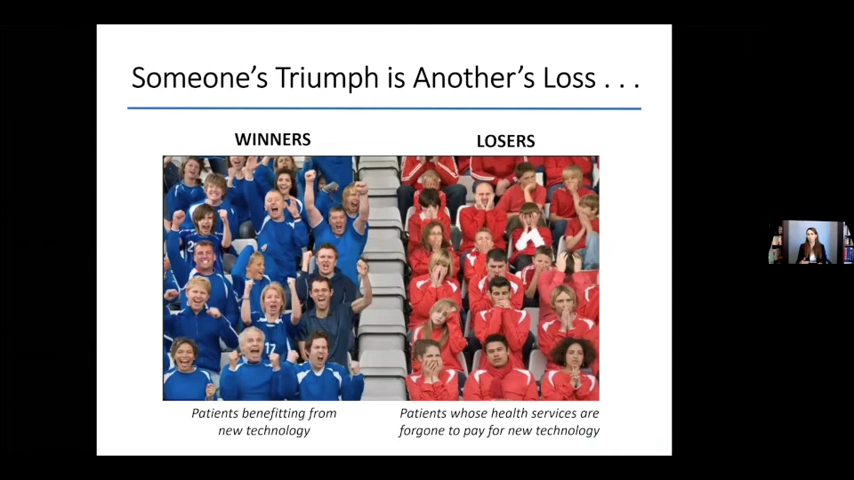 Someone’s Triumph is Another’s Loss . . .
WINNERS
LOSERS
17
Patients benefitting from
new technology
Patients whose health services are
forgone to pay for new technology